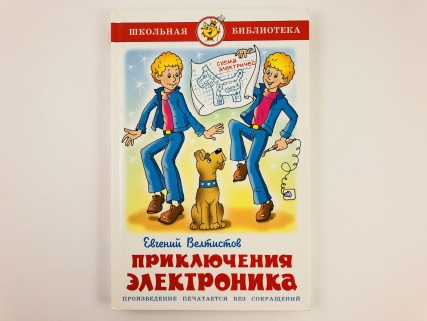 ШКОЛЬНАЯ БИБЛИОТЕКА
СХЕМА
ЭЛЕКТРИЧЕС
Евгений Велтистов
ПРИКЛЮЧЕНИЯ
ЭЛЕКТРОНИКА
ПРОИЗВЕДЕНИЕ ПЕЧАТАЕТСЯ БЕЗ СОКРАЩЕНИЙ